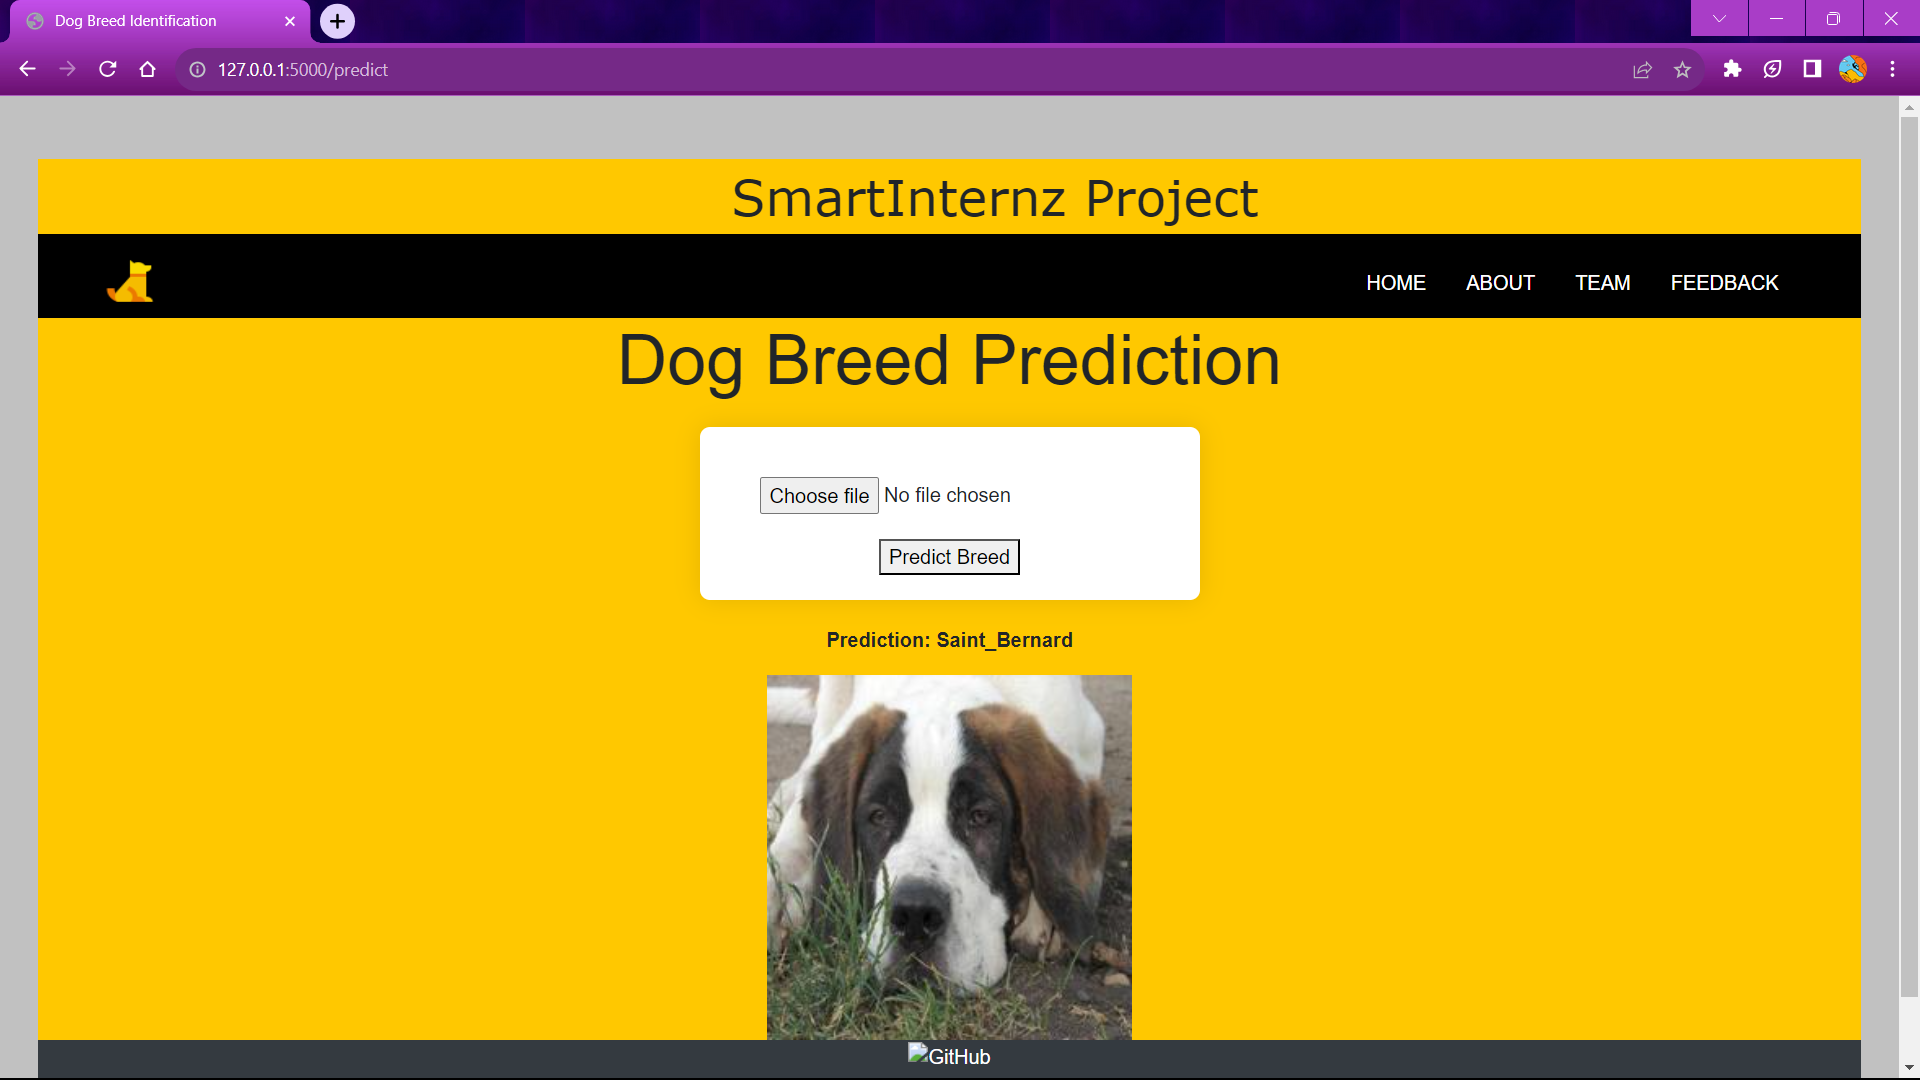 Dog Breed Identification
127.0.0.1:5000/predict
SmartInternz Project
HOME ABOUT TEAM FEEDBACK
Dog Breed Prediction
Choose file No file chosen
Predict Breed
Prediction: Saint_Bernard
GitHub